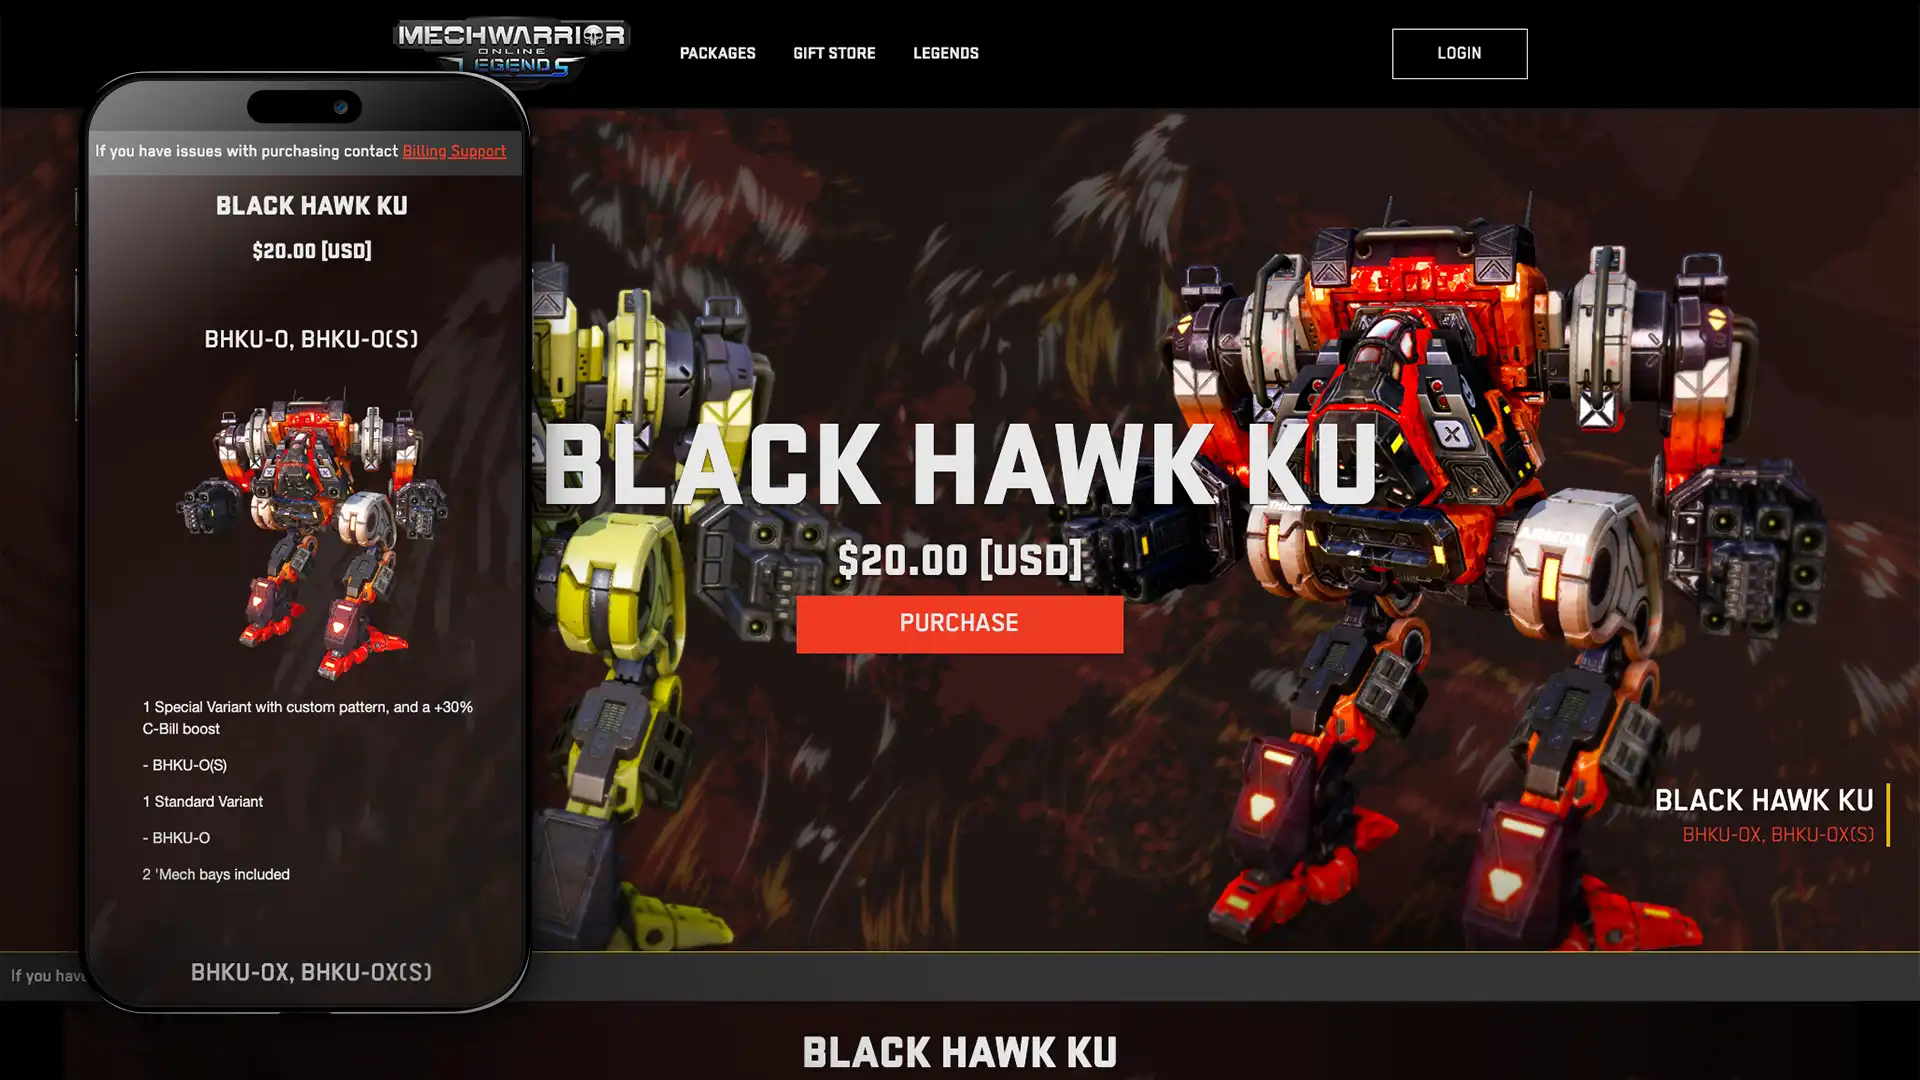 MECHWARRIOR
ONLINE
LEGENDS
PACKAGES
GIFT STORE
LEGENDS
LOGIN
If you have issues with purchasing contact Billing Support
BLACK HAWK KU
$20.00 [USD]
BHKU-O, BHKU-O(S)
1 Special Variant with custom pattern, and a +30%
C-Bill boost
- BHKU-O(S)
1 Standard Variant
- BHKU-O
2 'Mech bays included
BHKU-OX, BHKU-OX(S)
BLACK HAWK KU
$20.00 [USD]
PURCHASE
ARMOR
BLACK HAWK KU
BHKU-OX, BHKU-OX(S)
If you have
BLACK HAWK KU